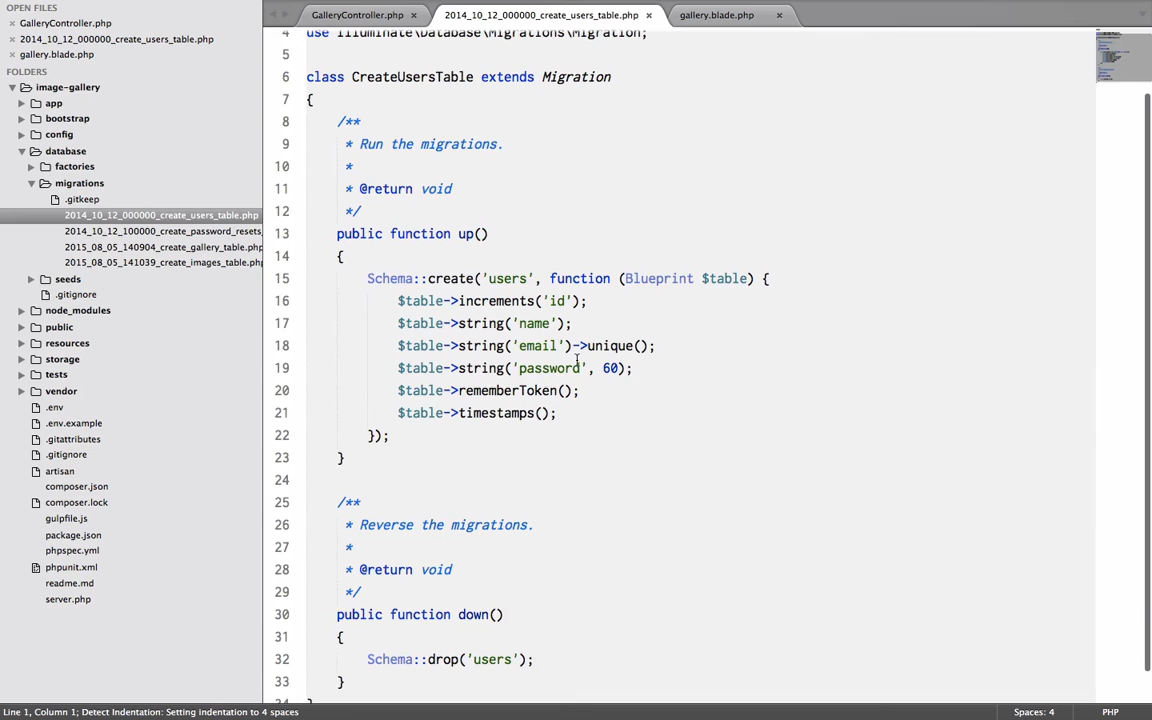 OPEN FILES
× GalleryController.php
× 2014_10_12_000000_create_users_table.php
× gallery.blade.php
FOLDERS
image-gallery
app
bootstrap
config
database
factories
migrations
.gitkeep
2014_10_12_000000_create_users_table.php
2014_10_12_100000_create_password_resets_
2015_08_05_140904_create_gallery_table.php
2015_08_05_141039_create_images_table.php
seeds
.gitignore
node_modules
public
resources
storage
tests
vendor
.env
.env.example
.gitattributes
.gitignore
artisan
composer.json
composer.lock
gulpfile.js
package.json
phpspec.yml
phpunit.xml
readme.md
server.php
GalleryController.php × 2014_10_12_000000_create_users_table.php × gallery.blade.php ×
4 use Illuminate\Database\Migrations\Migration;
5
6 class CreateUsersTable extends Migration
7 {
8 /**
9 * Run the migrations.
10 *
11 * @return void
12 */
13 public function up()
14 {
15 Schema::create('users', function (Blueprint $table) {
16 $table->increments('id');
17 $table->string('name');
18 $table->string('email')->unique();
19 $table->string('password', 60);
20 $table->rememberToken();
21 $table->timestamps();
22 });
23 }
24
25 /**
26 * Reverse the migrations.
27 *
28 * @return void
29 */
30 public function down()
31 {
32 Schema::drop('users');
33 }
34 }
Line 1, Column 1; Detect Indentation: Setting indentation to 4 spaces Spaces: 4 PHP